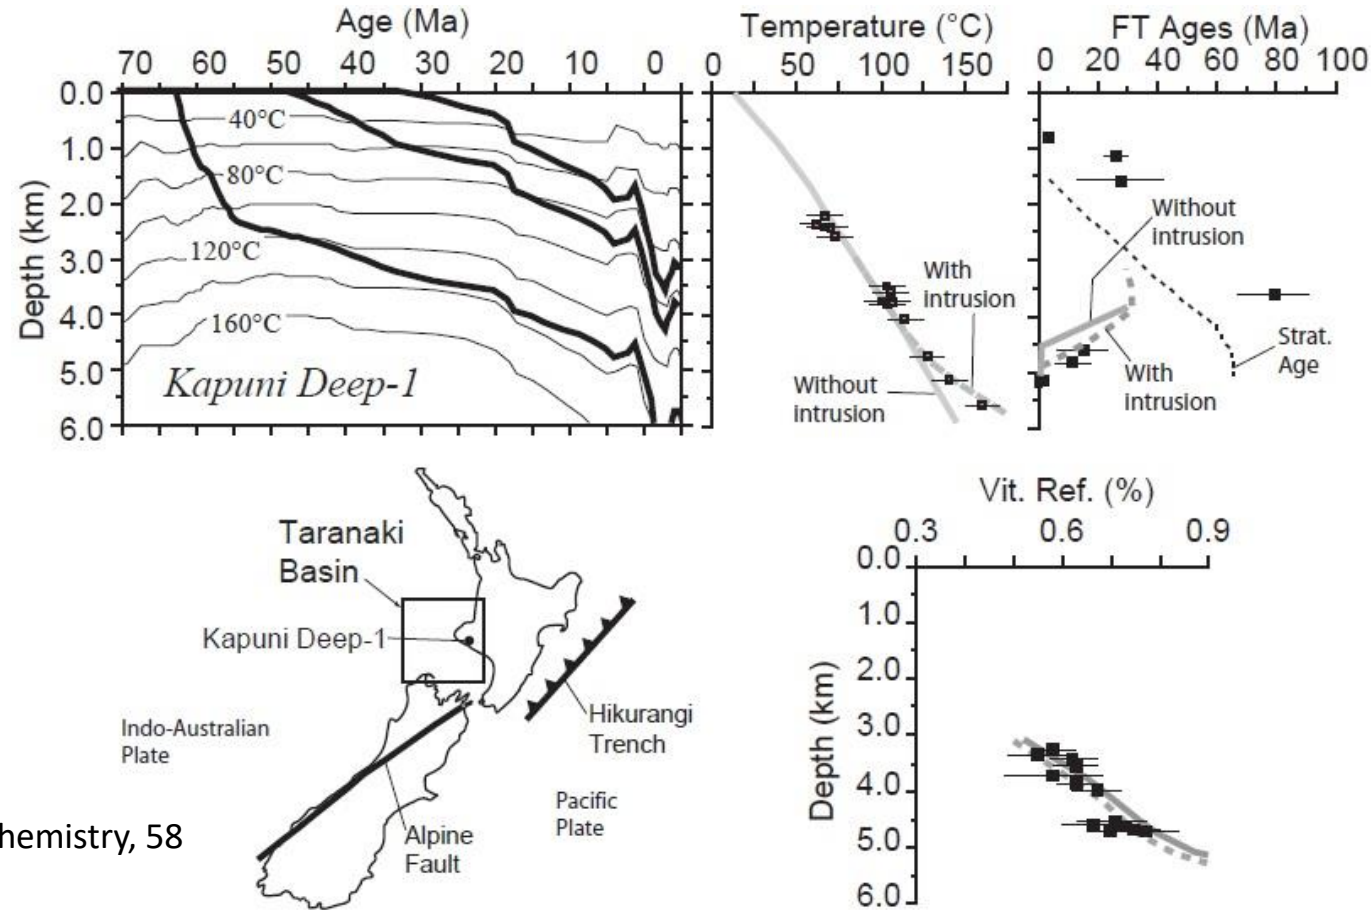 Age (Ma)
70 60 50 40 30 20 10 0
Depth (km)
0.0
1.0
2.0
3.0
4.0
5.0
6.0
40°C
80°C
120°C
160°C
Kapuni Deep-1
Temperature (°C)
0 50 100 150
With
intrusion
Without
intrusion
FT Ages (Ma)
0 20 40 60 80 100
Without
intrusion
With
intrusion
Strat.
Age
Taranaki
Basin
Kapuni Deep-1
Indo-Australian
Plate
Hikurangi
Trench
Pacific
Plate
Alpine
Fault
hemistry, 58
Vit. Ref. (%)
0.3 0.6 0.9
Depth (km)
0.0
1.0
2.0
3.0
4.0
5.0
6.0